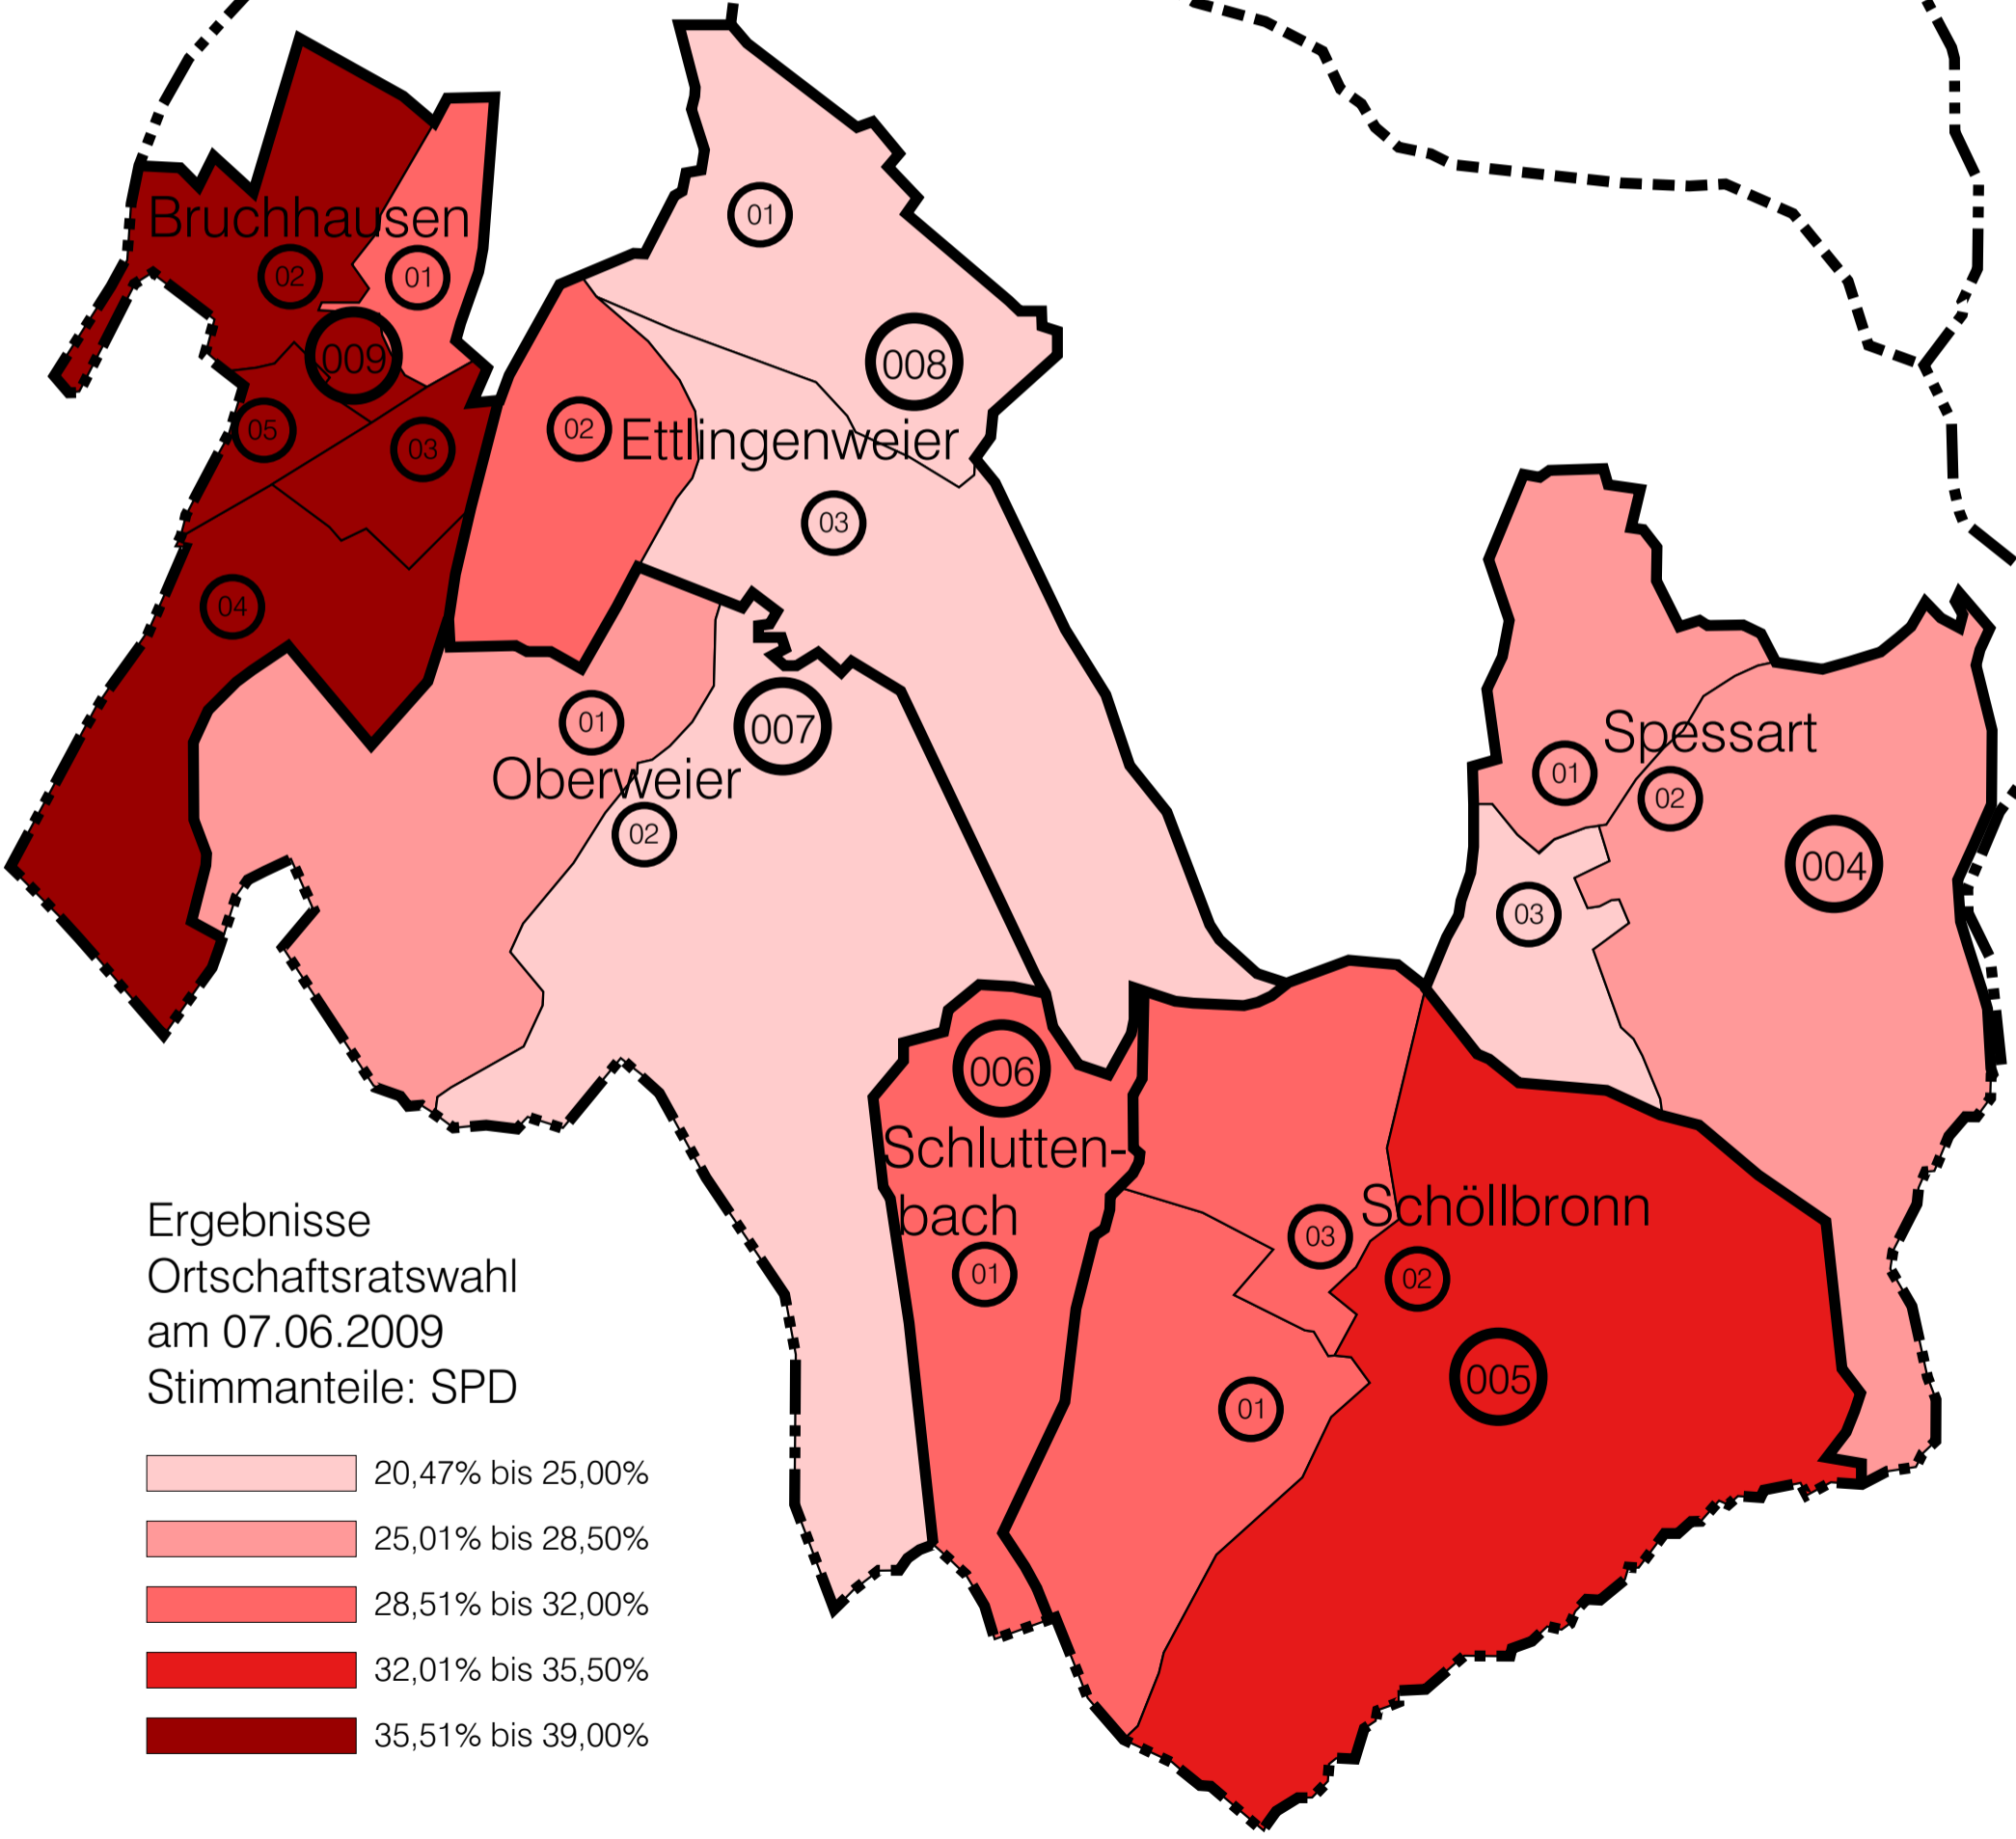 01
Bruchhausen
02
01
008
009
02
Ettlingenweier
05
03
03
04
01
007
Spessart
Oberweier
01
02
02
004
03
006
Schlutten-
bach
01
Schöllbronn
03
02
005
01
Ergebnisse
Ortschaftsratswahl
am 07.06.2009
Stimmanteile: SPD
20,47% bis 25,00%
25,01% bis 28,50%
28,51% bis 32,00%
32,01% bis 35,50%
35,51% bis 39,00%